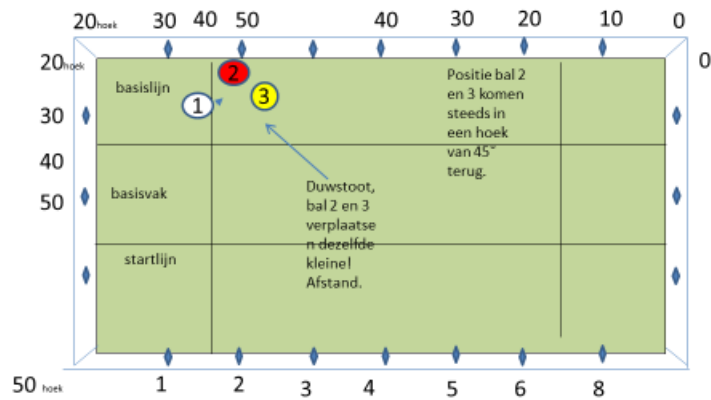 20hoek 30 40 50 40 30 20 10 0
20hoek
0
basislijn
30
40
50
basisvak
startlijn
1
2
3
Positie bal 2
en 3 komen
steeds in
een hoek
van 45˚
terug.
Duwstoot,
bal 2 en 3
verplaatse
n dezelfde
kleine!
Afstand.
50 hoek 1 2 3 4 5 6 8